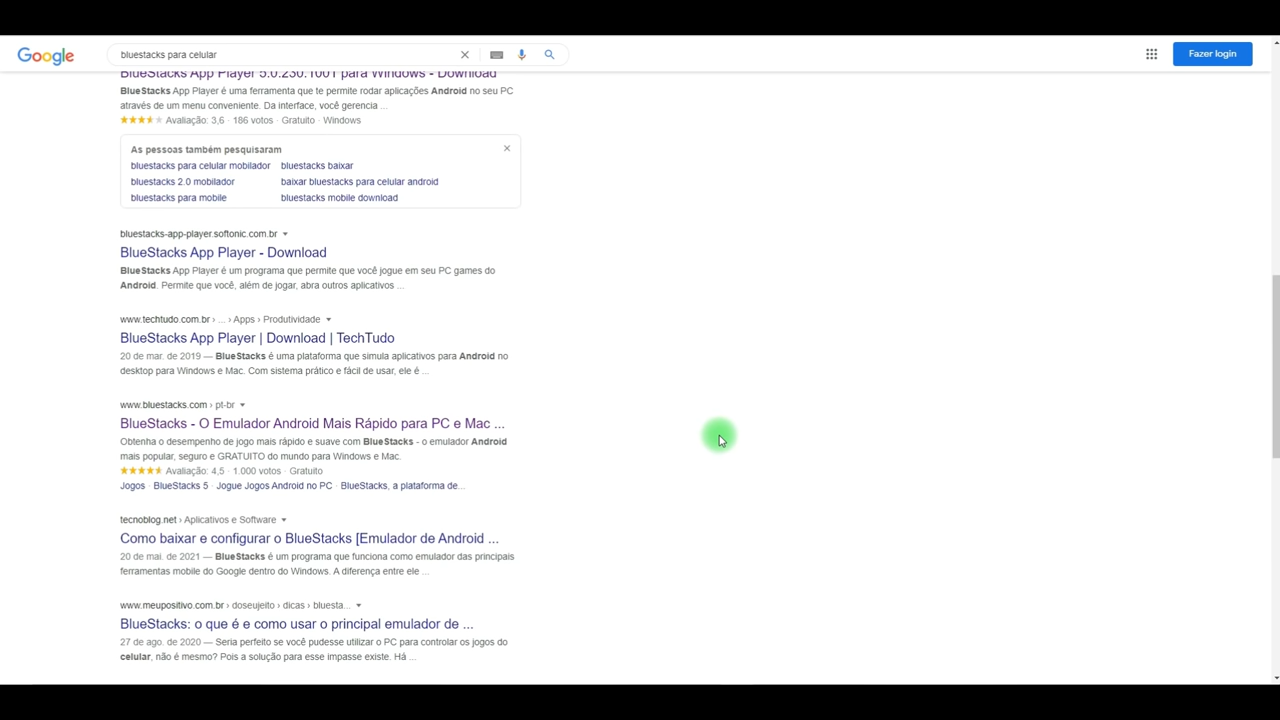 Google
bluestacks para celular
Fazer login
BlueStacks App Player 5.0.230.1001 para Windows - Download
BlueStacks App Player é uma ferramenta que te permite rodar aplicações Android no seu PC
através de um menu conveniente. Da interface, você gerencia ...
Avaliação: 3,6 · 186 votos · Gratuito · Windows
As pessoas também pesquisaram
bluestacks para celular mobilador
bluestacks baixar
bluestacks 2.0 mobilador
baixar bluestacks para celular android
bluestacks para mobile
bluestacks mobile download
bluestacks-app-player.softonic.com.br
BlueStacks App Player - Download
BlueStacks App Player é um programa que permite que você jogue em seu PC games do
Android. Permite que você, além de jogar, abra outros aplicativos ...
www.techtudo.com.br › ... › Apps › Produtividade
BlueStacks App Player | Download | TechTudo
20 de mar. de 2019 — BlueStacks é uma plataforma que simula aplicativos para Android no
desktop para Windows e Mac. Com sistema prático e fácil de usar, ele é ...
www.bluestacks.com › pt-br
BlueStacks - O Emulador Android Mais Rápido para PC e Mac ...
Obtenha o desempenho de jogo mais rápido e suave com BlueStacks - o emulador Android
mais popular, seguro e GRATUITO do mundo para Windows e Mac.
Avaliação: 4,5 · 1.000 votos · Gratuito
Jogos · BlueStacks 5 · Jogue Jogos Android no PC · BlueStacks, a plataforma de...
tecnoblog.net › Aplicativos e Software
Como baixar e configurar o BlueStacks [Emulador de Android ...
20 de mai. de 2021 — BlueStacks é um programa que funciona como emulador das principais
ferramentas mobile do Google dentro do Windows. A diferença entre ele ...
www.meupositivo.com.br › doseujeito › dicas › bluesta...
BlueStacks: o que é e como usar o principal emulador de ...
27 de ago. de 2020 — Seria perfeito se você pudesse utilizar o PC para controlar os jogos do
celular, não é mesmo? Pois a solução para esse impasse existe. Há ...